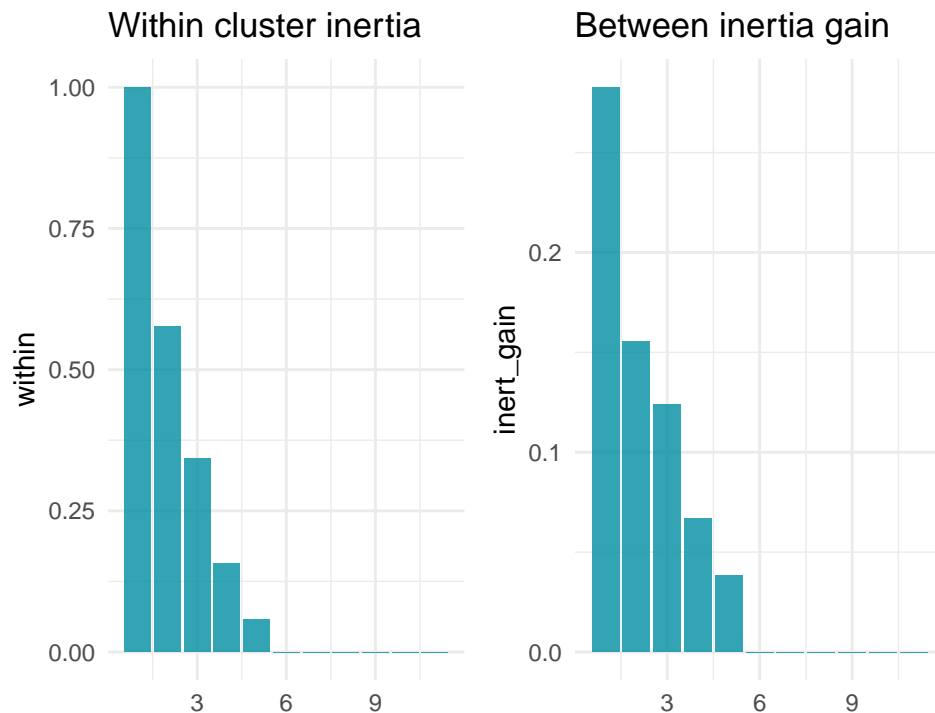 Within cluster inertia
within
1.00
0.75
0.50
0.25
0.00
3 6 9
Between inertia gain
inert_gain
0.2
0.1
0.0
3 6 9